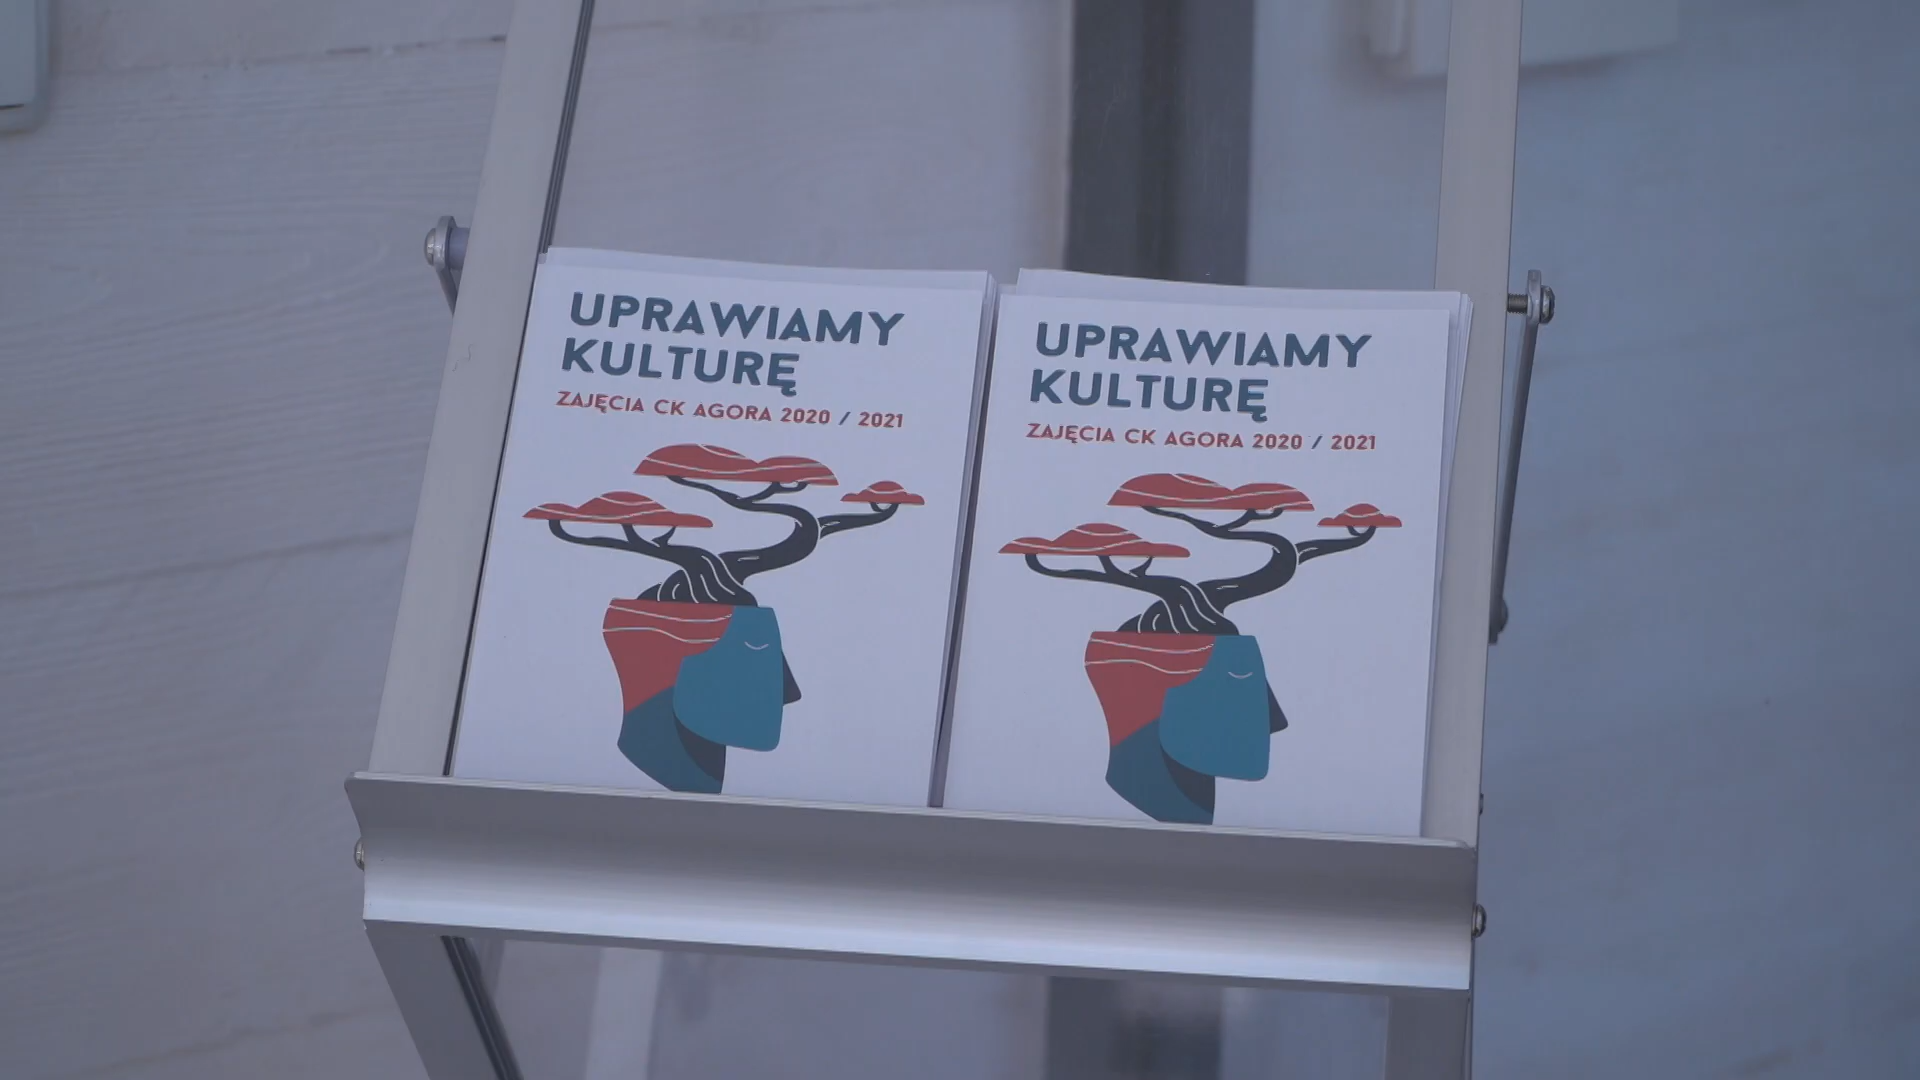 UPRAWIAMY
KULTURĘ
ZAJĘCIA CK AGORA 2020 / 2021
UPRAWIAMY
KULTURĘ
ZAJĘCIA CK AGORA 2020 / 2021